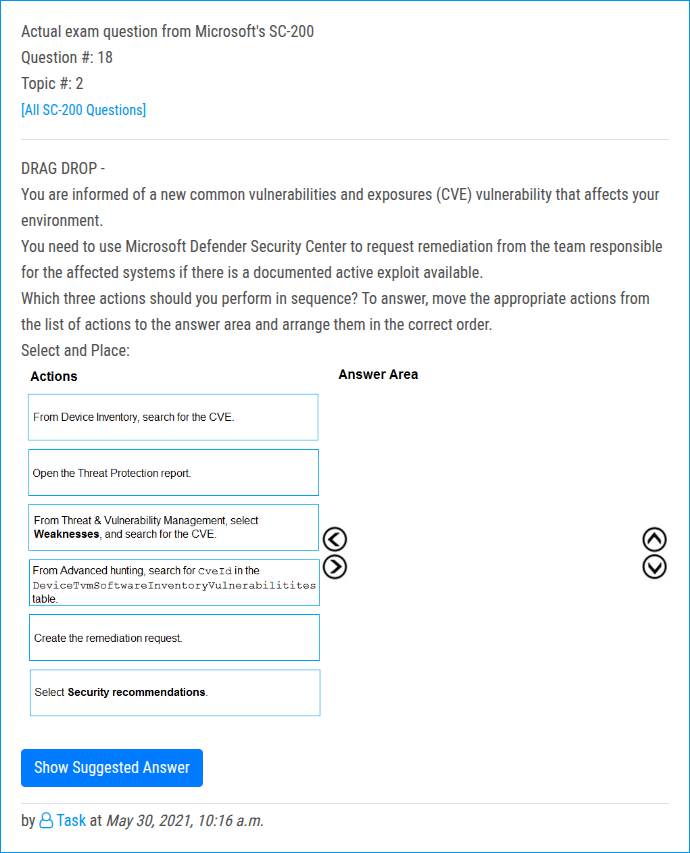 Actual exam question from Microsoft's SC-200
Question #: 18
Topic #: 2
[All SC-200 Questions]
DRAG DROP -
You are informed of a new common vulnerabilities and exposures (CVE) vulnerability that affects your
environment.
You need to use Microsoft Defender Security Center to request remediation from the team responsible
for the affected systems if there is a documented active exploit available.
Which three actions should you perform in sequence? To answer, move the appropriate actions from
the list of actions to the answer area and arrange them in the correct order.
Select and Place:
Actions
Answer Area
From Device Inventory, search for the CVE.
Open the Threat Protection report.
From Threat & Vulnerability Management, select
Weaknesses, and search for the CVE.
From Advanced hunting, search for CveId in the
DeviceTvmSoftwareInventoryVulnerabilitites
table.
Create the remediation request.
Select Security recommendations.
Show Suggested Answer
by Task at May 30, 2021, 10:16 a.m.